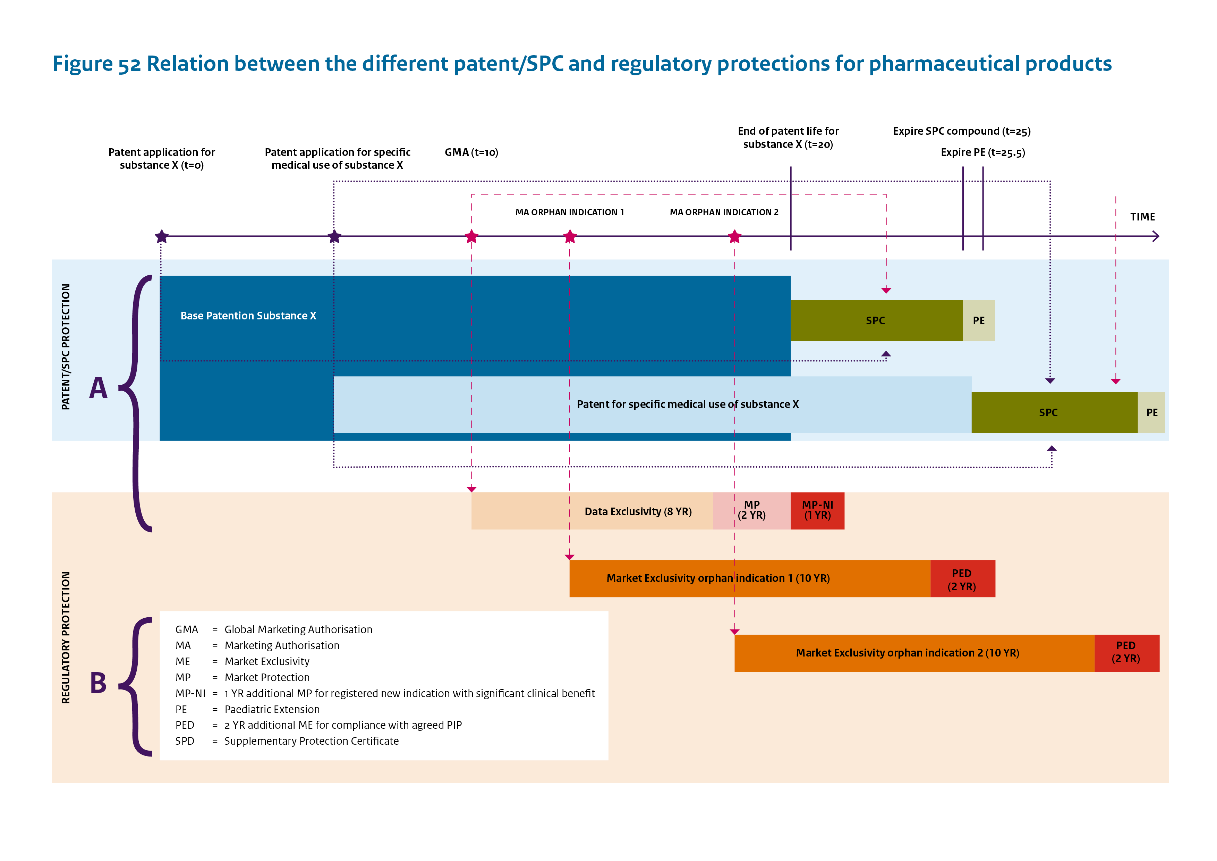 Figure 52 Relation between the different patent/SPC and regulatory protections for pharmaceutical products
Patent application for
substance X (t=0)
Patent application for specific
medical use of substance X
GMA (t=10)
End of patent life for
substance X (t=20)
Expire SPC compound (t=25)
Expire PE (t=25.5)
MA ORPHAN INDICATION 1
MA ORPHAN INDICATION 2
TIME
PATENT/SPC PROTECTION
A
Base Patention Substance X
SPC
PE
Patent for specific medical use of substance X
SPC
PE
REGULATORY PROTECTION
Data Exclusivity (8 YR)
MP
(2 YR)
MP-NI
(1 YR)
Market Exclusivity orphan indication 1 (10 YR)
PED
(2 YR)
Market Exclusivity orphan indication 2 (10 YR)
PED
(2 YR)
B
GMA = Global Marketing Authorisation
MA = Marketing Authorisation
ME = Market Exclusivity
MP = Market Protection
MP-NI = 1 YR additional MP for registered new indication with significant clinical benefit
PE = Paediatric Extension
PED = 2 YR additional ME for compliance with agreed PIP
SPD = Supplementary Protection Certificate